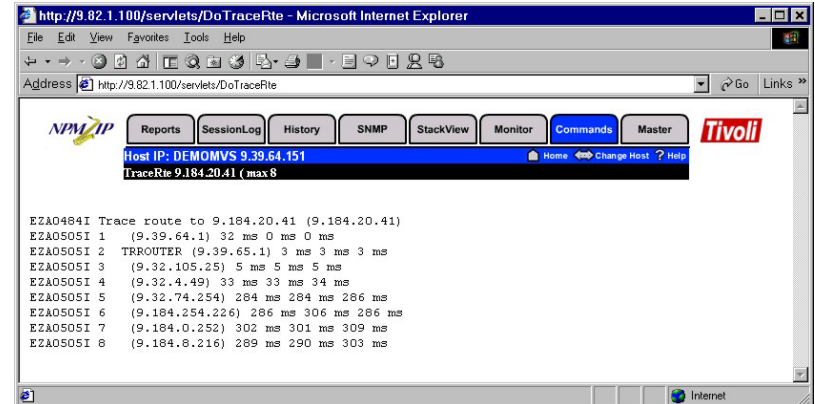 http://9.82.1.100/servlets/DoTraceRte - Microsoft Internet Explorer
File Edit View Favorites Tools Help
Address http://9.82.1.100/servlets/DoTraceRte Go Links »
NPM/IP Reports SessionLog History SNMP StackView Monitor Commands Master Tivoli
Host IP: DEMOMVS 9.39.64.151 Home Change Host ? Help
TraceRte 9.184.20.41 ( max 8
EZA0484I Trace route to 9.184.20.41 (9.184.20.41)
EZA0505I 1 (9.39.64.1) 32 ms 0 ms 0 ms
EZA0505I 2 TRROUTER (9.39.65.1) 3 ms 3 ms 3 ms
EZA0505I 3 (9.32.105.25) 5 ms 5 ms 5 ms
EZA0505I 4 (9.32.4.49) 33 ms 33 ms 34 ms
EZA0505I 5 (9.32.74.254) 284 ms 284 ms 286 ms
EZA0505I 6 (9.184.254.226) 286 ms 306 ms 286 ms
EZA0505I 7 (9.184.0.252) 302 ms 301 ms 309 ms
EZA0505I 8 (9.184.8.216) 289 ms 290 ms 303 ms
Internet